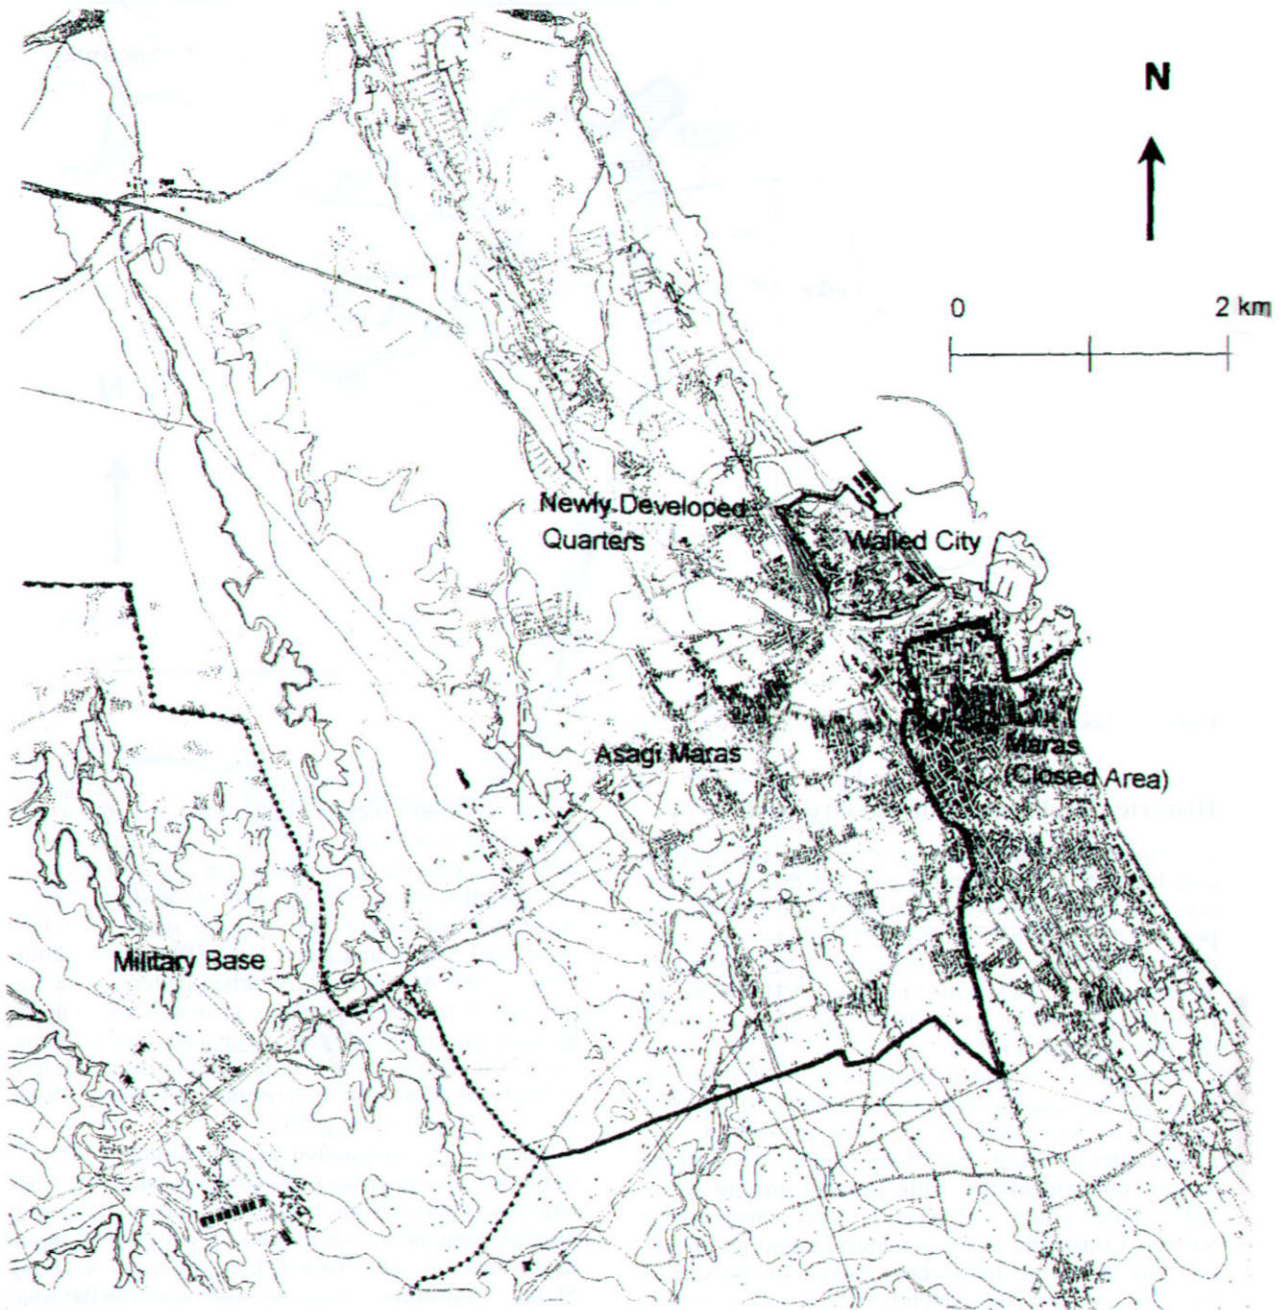 N
0 2 km
Newly Developed
Quarters
Walled City
Asagi Maras
Maras
(Closed Area)
Military Base